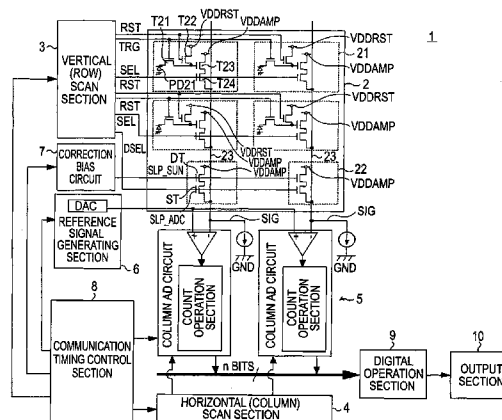 1
3
VERTICAL (ROW) SCAN SECTION
RST
TRG
SEL
RST
RST
SEL
DSEL
T21 T22
VDDRST
VDDAMP
T23
T24
PD21
VDDRST
21
VDDAMP
2
VDDRST
VDDAMP
VDDRST
VDDAMP
23
23
22
VDDAMP
VDDAMP
7
CORRECTION BIAS CIRCUIT
DT
SLP_SUN
ST
SLP_ADC
SIG
SIG
GND
GND
DAC
REFERENCE SIGNAL GENERATING SECTION
6
COLUMN AD CIRCUIT
COUNT OPERATION SECTION
COLUMN AD CIRCUIT
COUNT OPERATION SECTION
5
8
COMMUNICATION TIMING CONTROL SECTION
n BITS
9
DIGITAL OPERATION SECTION
10
OUTPUT SECTION
HORIZONTAL (COLUMN) SCAN SECTION
4